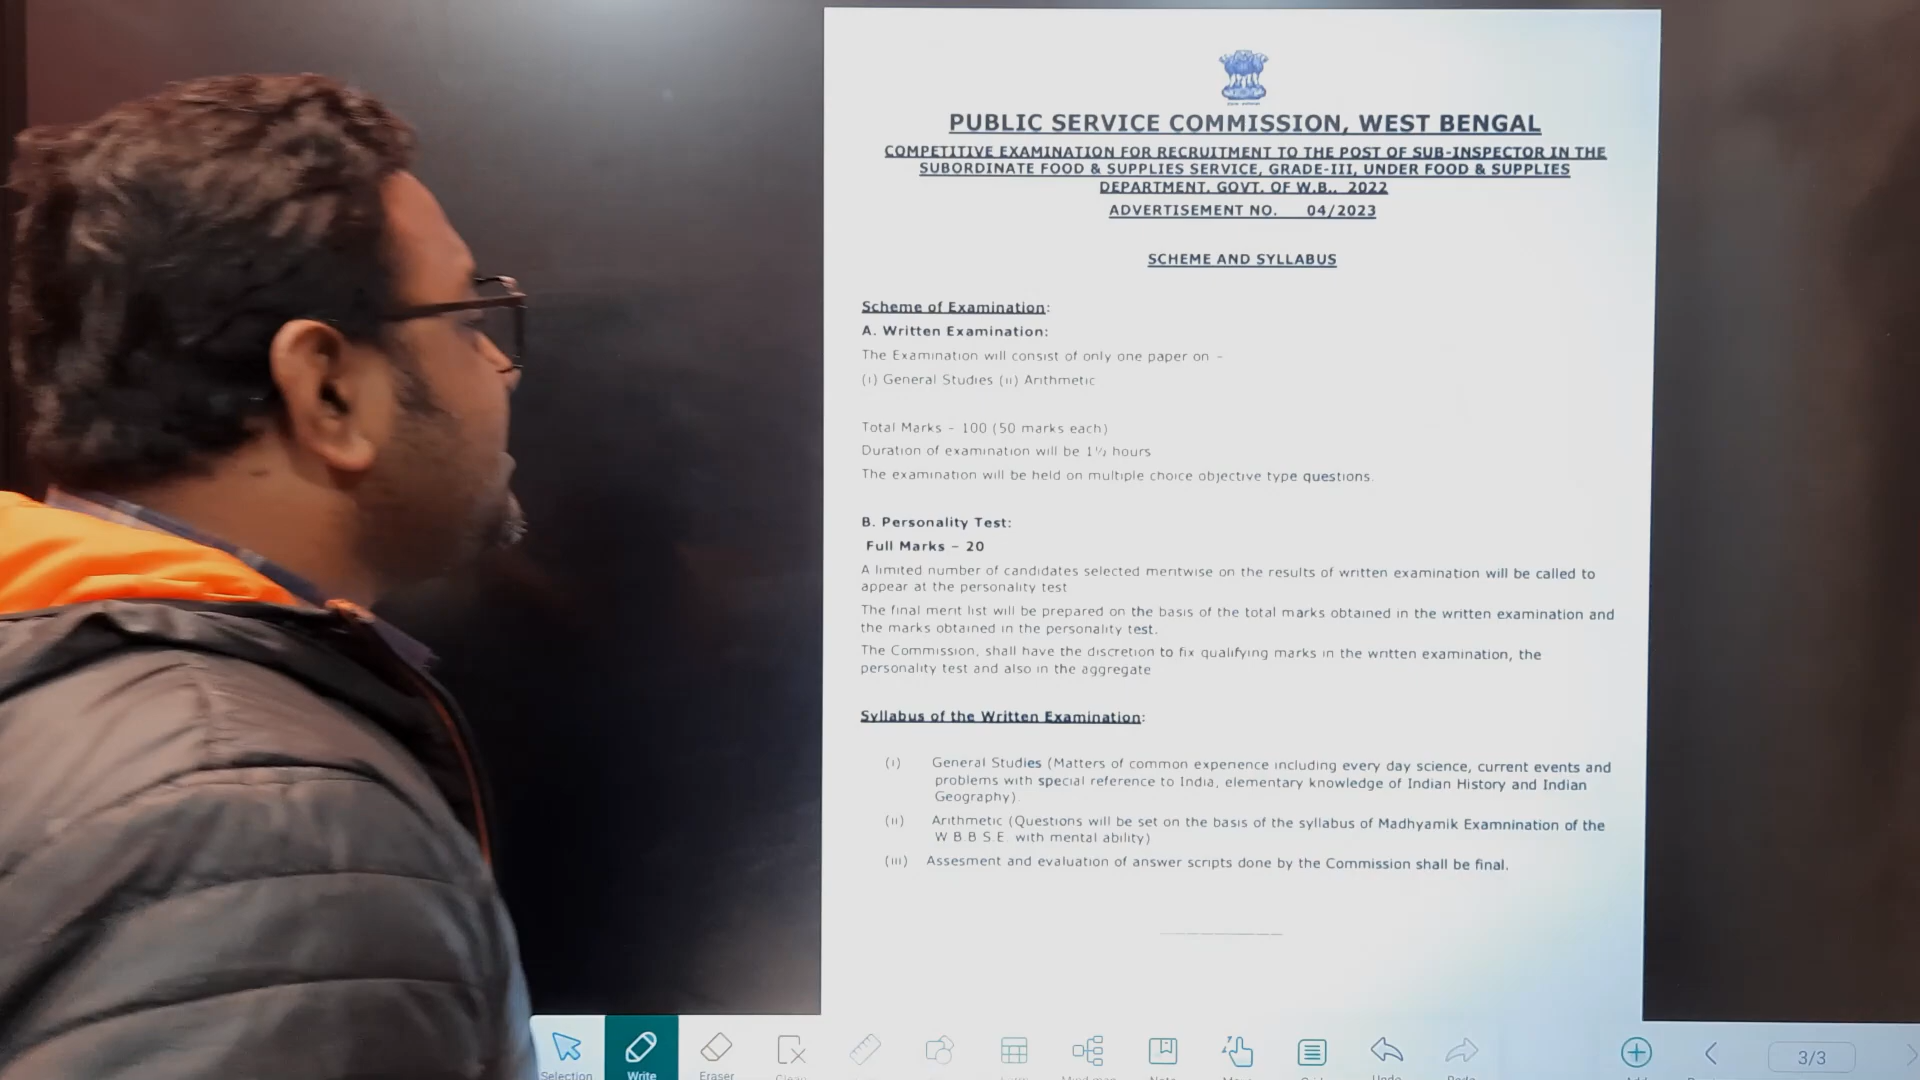 PUBLIC SERVICE COMMISSION, WEST BENGAL
COMPETITIVE EXAMINATION FOR RECRUITMENT TO THE POST OF SUB-INSPECTOR IN THE
SUBORDINATE FOOD & SUPPLIES SERVICE, GRADE-III, UNDER FOOD & SUPPLIES
DEPARTMENT, GOVT. OF W.B., 2022
ADVERTISEMENT NO. 04/2023
SCHEME AND SYLLABUS
Scheme of Examination:
A. Written Examination:
The Examination will consist of only one paper on -
(i) General Studies (ii) Arithmetic
Total Marks - 100 (50 marks each)
Duration of examination will be 1½ hours
The examination will be held on multiple choice objective type questions.
B. Personality Test:
Full Marks - 20
A limited number of candidates selected meritwise on the results of written examination will be called to
appear at the personality test
The final merit list will be prepared on the basis of the total marks obtained in the written examination and
the marks obtained in the personality test.
The Commission, shall have the discretion to fix qualifying marks in the written examination, the
personality test and also in the aggregate
Syllabus of the Written Examination:
(i) General Studies (Matters of common experience including every day science, current events and
problems with special reference to India, elementary knowledge of Indian History and Indian
Geography).
(ii) Arithmetic (Questions will be set on the basis of the syllabus of Madhyamik Examnination of the
W.B.B.S.E. with mental ability)
(iii) Assesment and evaluation of answer scripts done by the Commission shall be final.
Selection Write Eraser Undo Redo 3/3